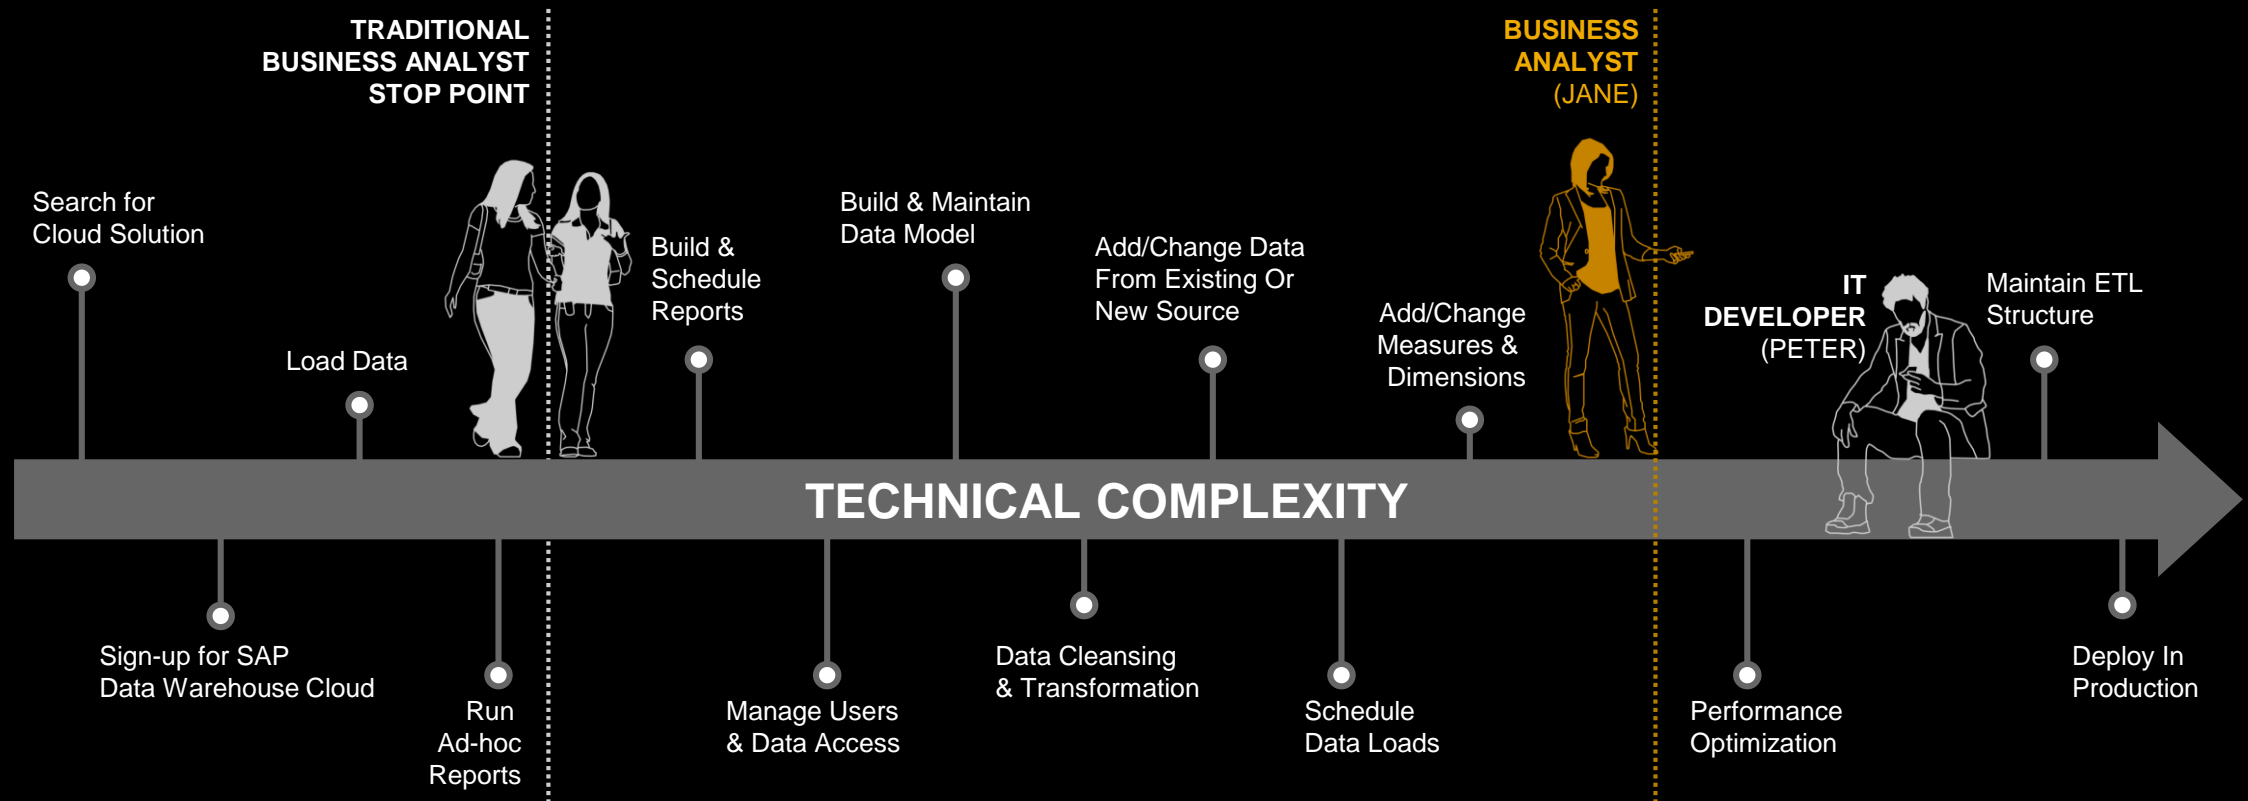 TRADITIONAL
BUSINESS ANALYST
STOP POINT
BUSINESS
ANALYST
(JANE)
Search for
Cloud Solution
Load Data
Build &
Schedule
Reports
Build & Maintain
Data Model
Add/Change Data
From Existing Or
New Source
Add/Change
Measures &
Dimensions
IT
DEVELOPER
(PETER)
Maintain ETL
Structure
TECHNICAL COMPLEXITY
Sign-up for SAP
Data Warehouse Cloud
Run
Ad-hoc
Reports
Manage Users
& Data Access
Data Cleansing
& Transformation
Schedule
Data Loads
Performance
Optimization
Deploy In
Production